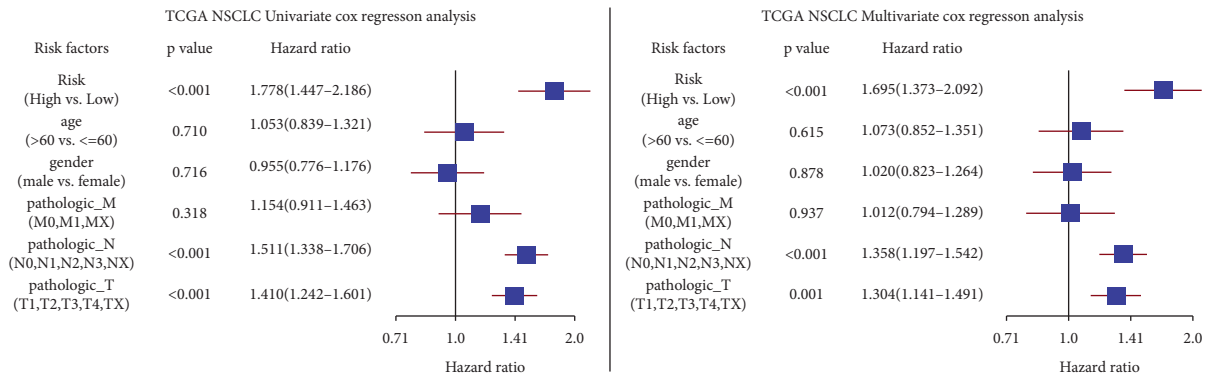 TCGA NSCLC Univariate cox regresson analysis
Risk factors p value Hazard ratio
Risk
(High vs. Low) <0.001 1.778(1.447–2.186)
age
(>60 vs. <=60) 0.710 1.053(0.839–1.321)
gender
(male vs. female) 0.716 0.955(0.776–1.176)
pathologic_M
(M0,M1,MX) 0.318 1.154(0.911–1.463)
pathologic_N
(N0,N1,N2,N3,NX) <0.001 1.511(1.338–1.706)
pathologic_T
(T1,T2,T3,T4,TX) <0.001 1.410(1.242–1.601)
0.71 1.0 1.41 2.0
Hazard ratio
TCGA NSCLC Multivariate cox regresson analysis
Risk factors p value Hazard ratio
Risk
(High vs. Low) <0.001 1.695(1.373–2.092)
age
(>60 vs. <=60) 0.615 1.073(0.852–1.351)
gender
(male vs. female) 0.878 1.020(0.823–1.264)
pathologic_M
(M0,M1,MX) 0.937 1.012(0.794–1.289)
pathologic_N
(N0,N1,N2,N3,NX) <0.001 1.358(1.197–1.542)
pathologic_T
(T1,T2,T3,T4,TX) 0.001 1.304(1.141–1.491)
0.71 1.0 1.41 2.0
Hazard ratio